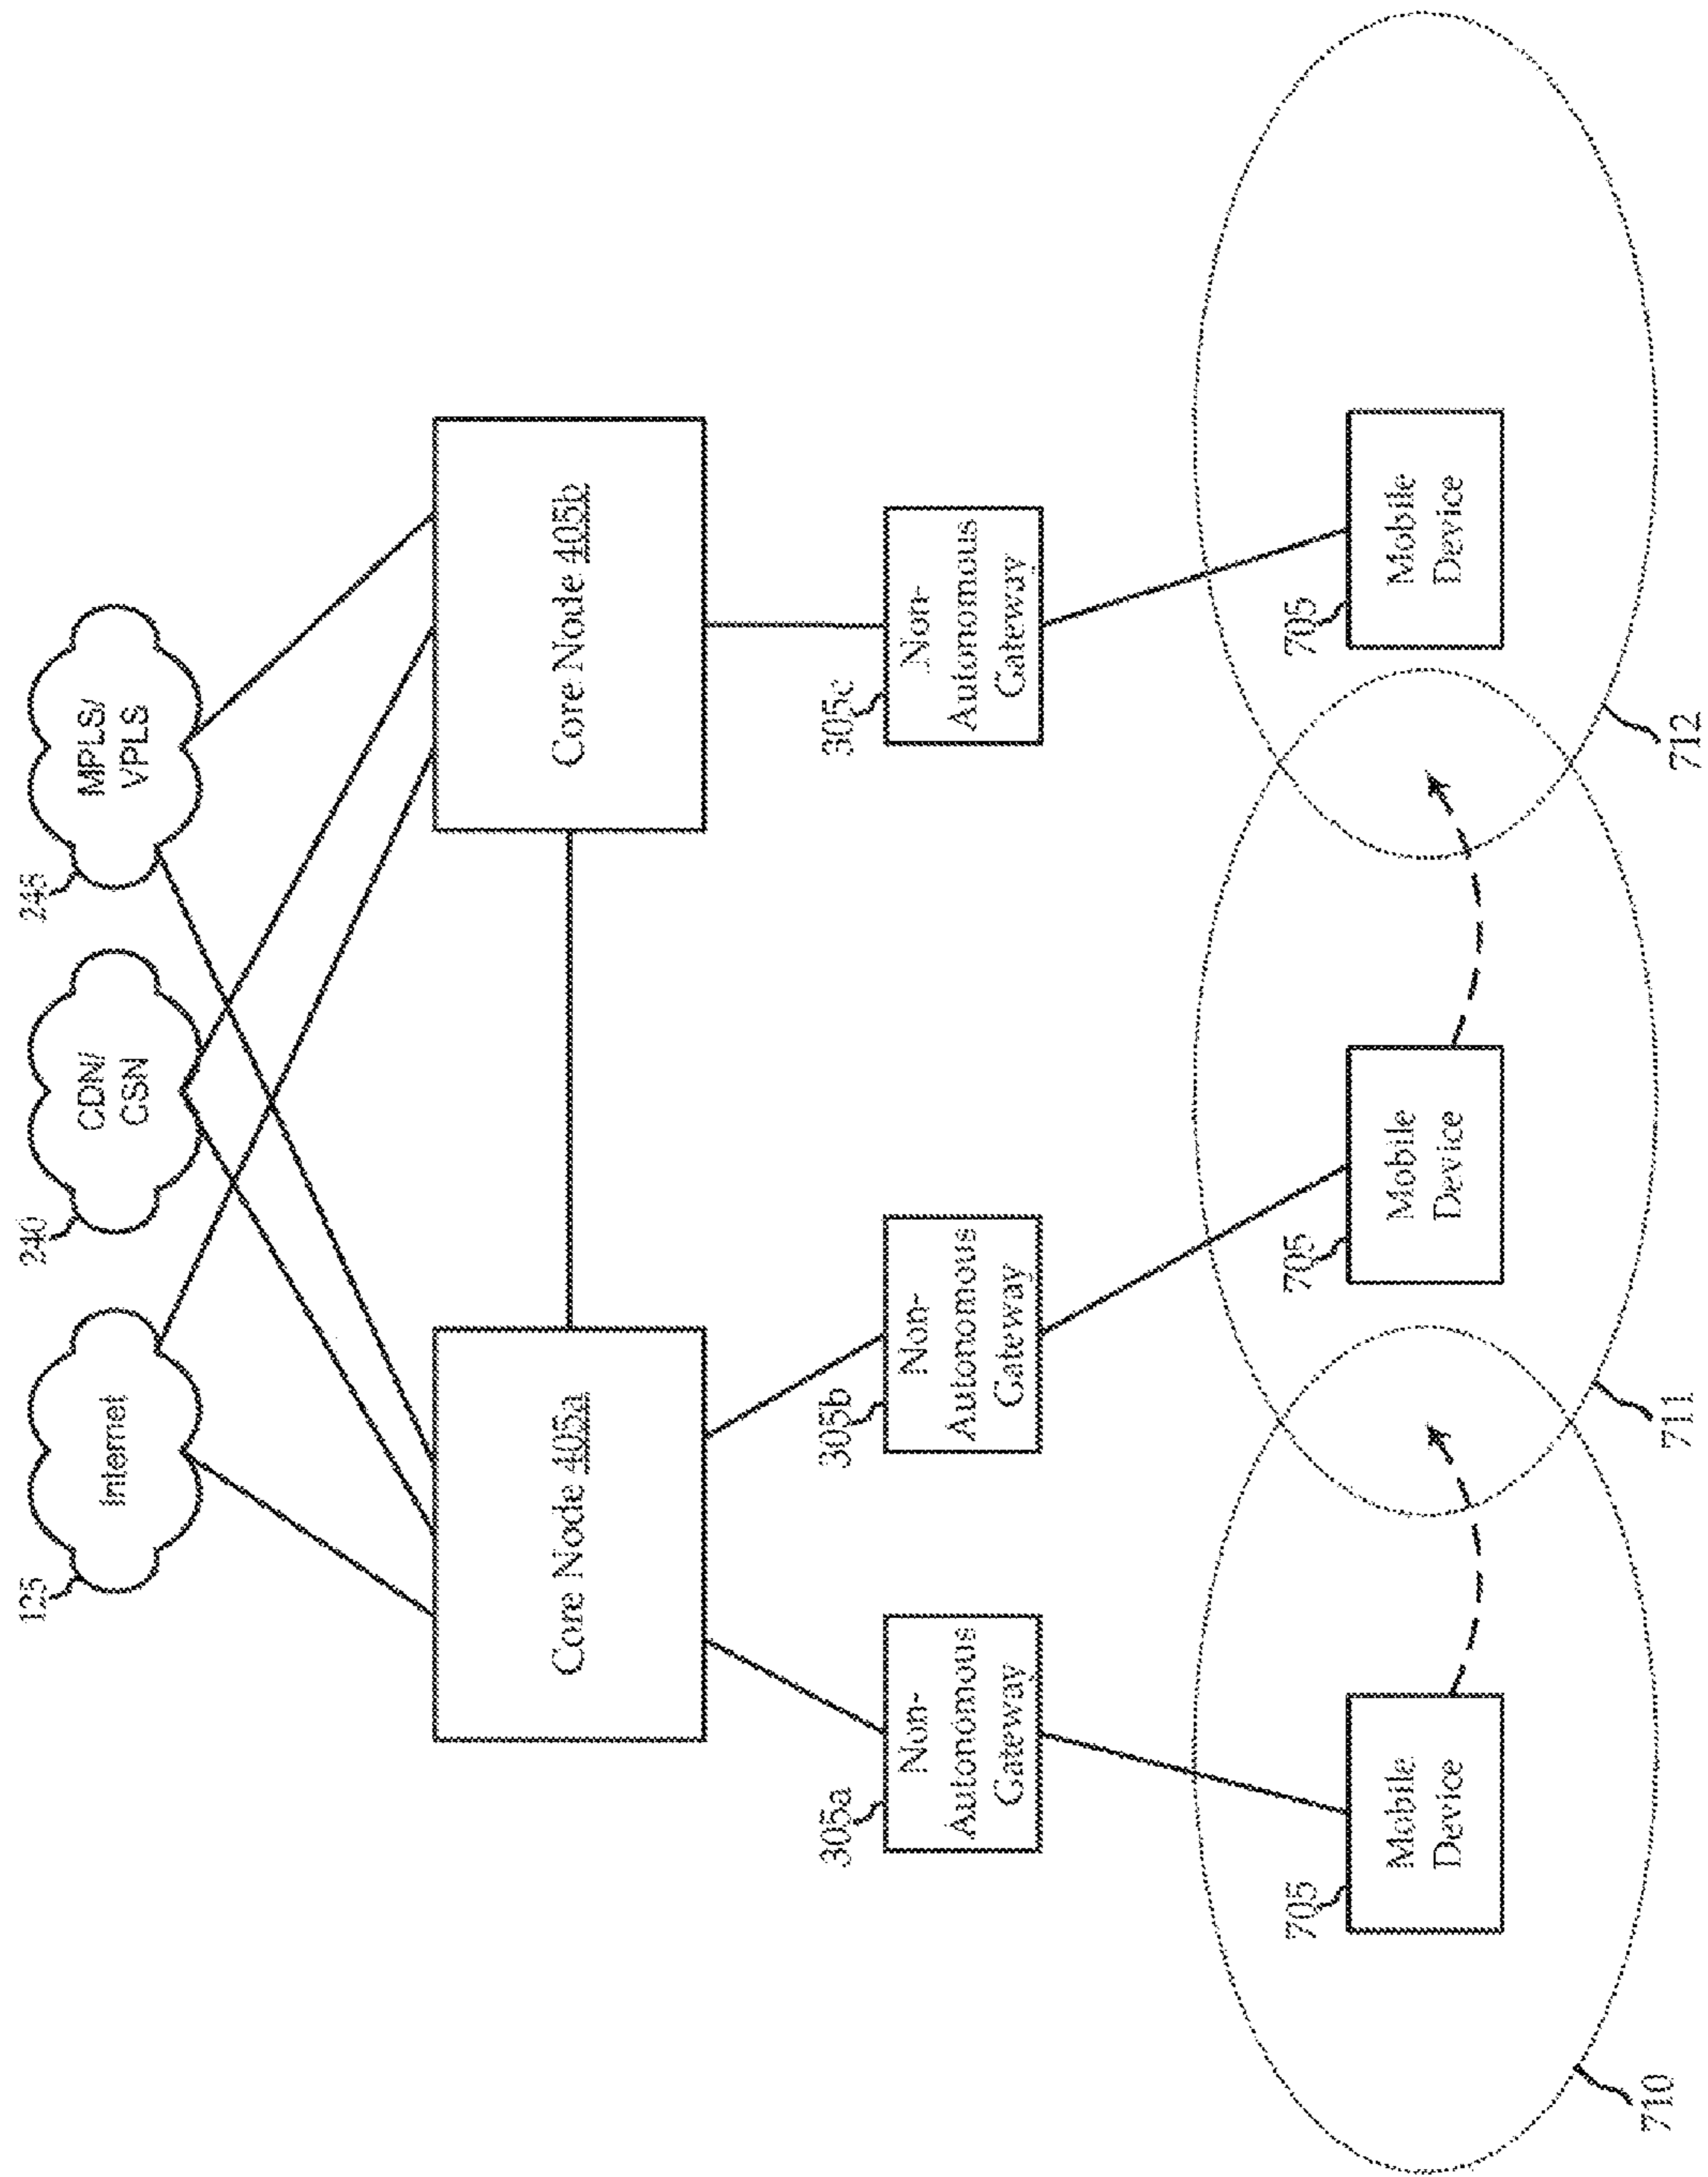 125
Internet
240
CDN/
CSN
245
MPLS/
VPLS
Core Node 405a
Core Node 405b
305a
Non-
Autonomous
Gateway
305b
Non-
Autonomous
Gateway
305c
Non-
Autonomous
Gateway
705
Mobile
Device
705
Mobile
Device
705
Mobile
Device
710
711
712